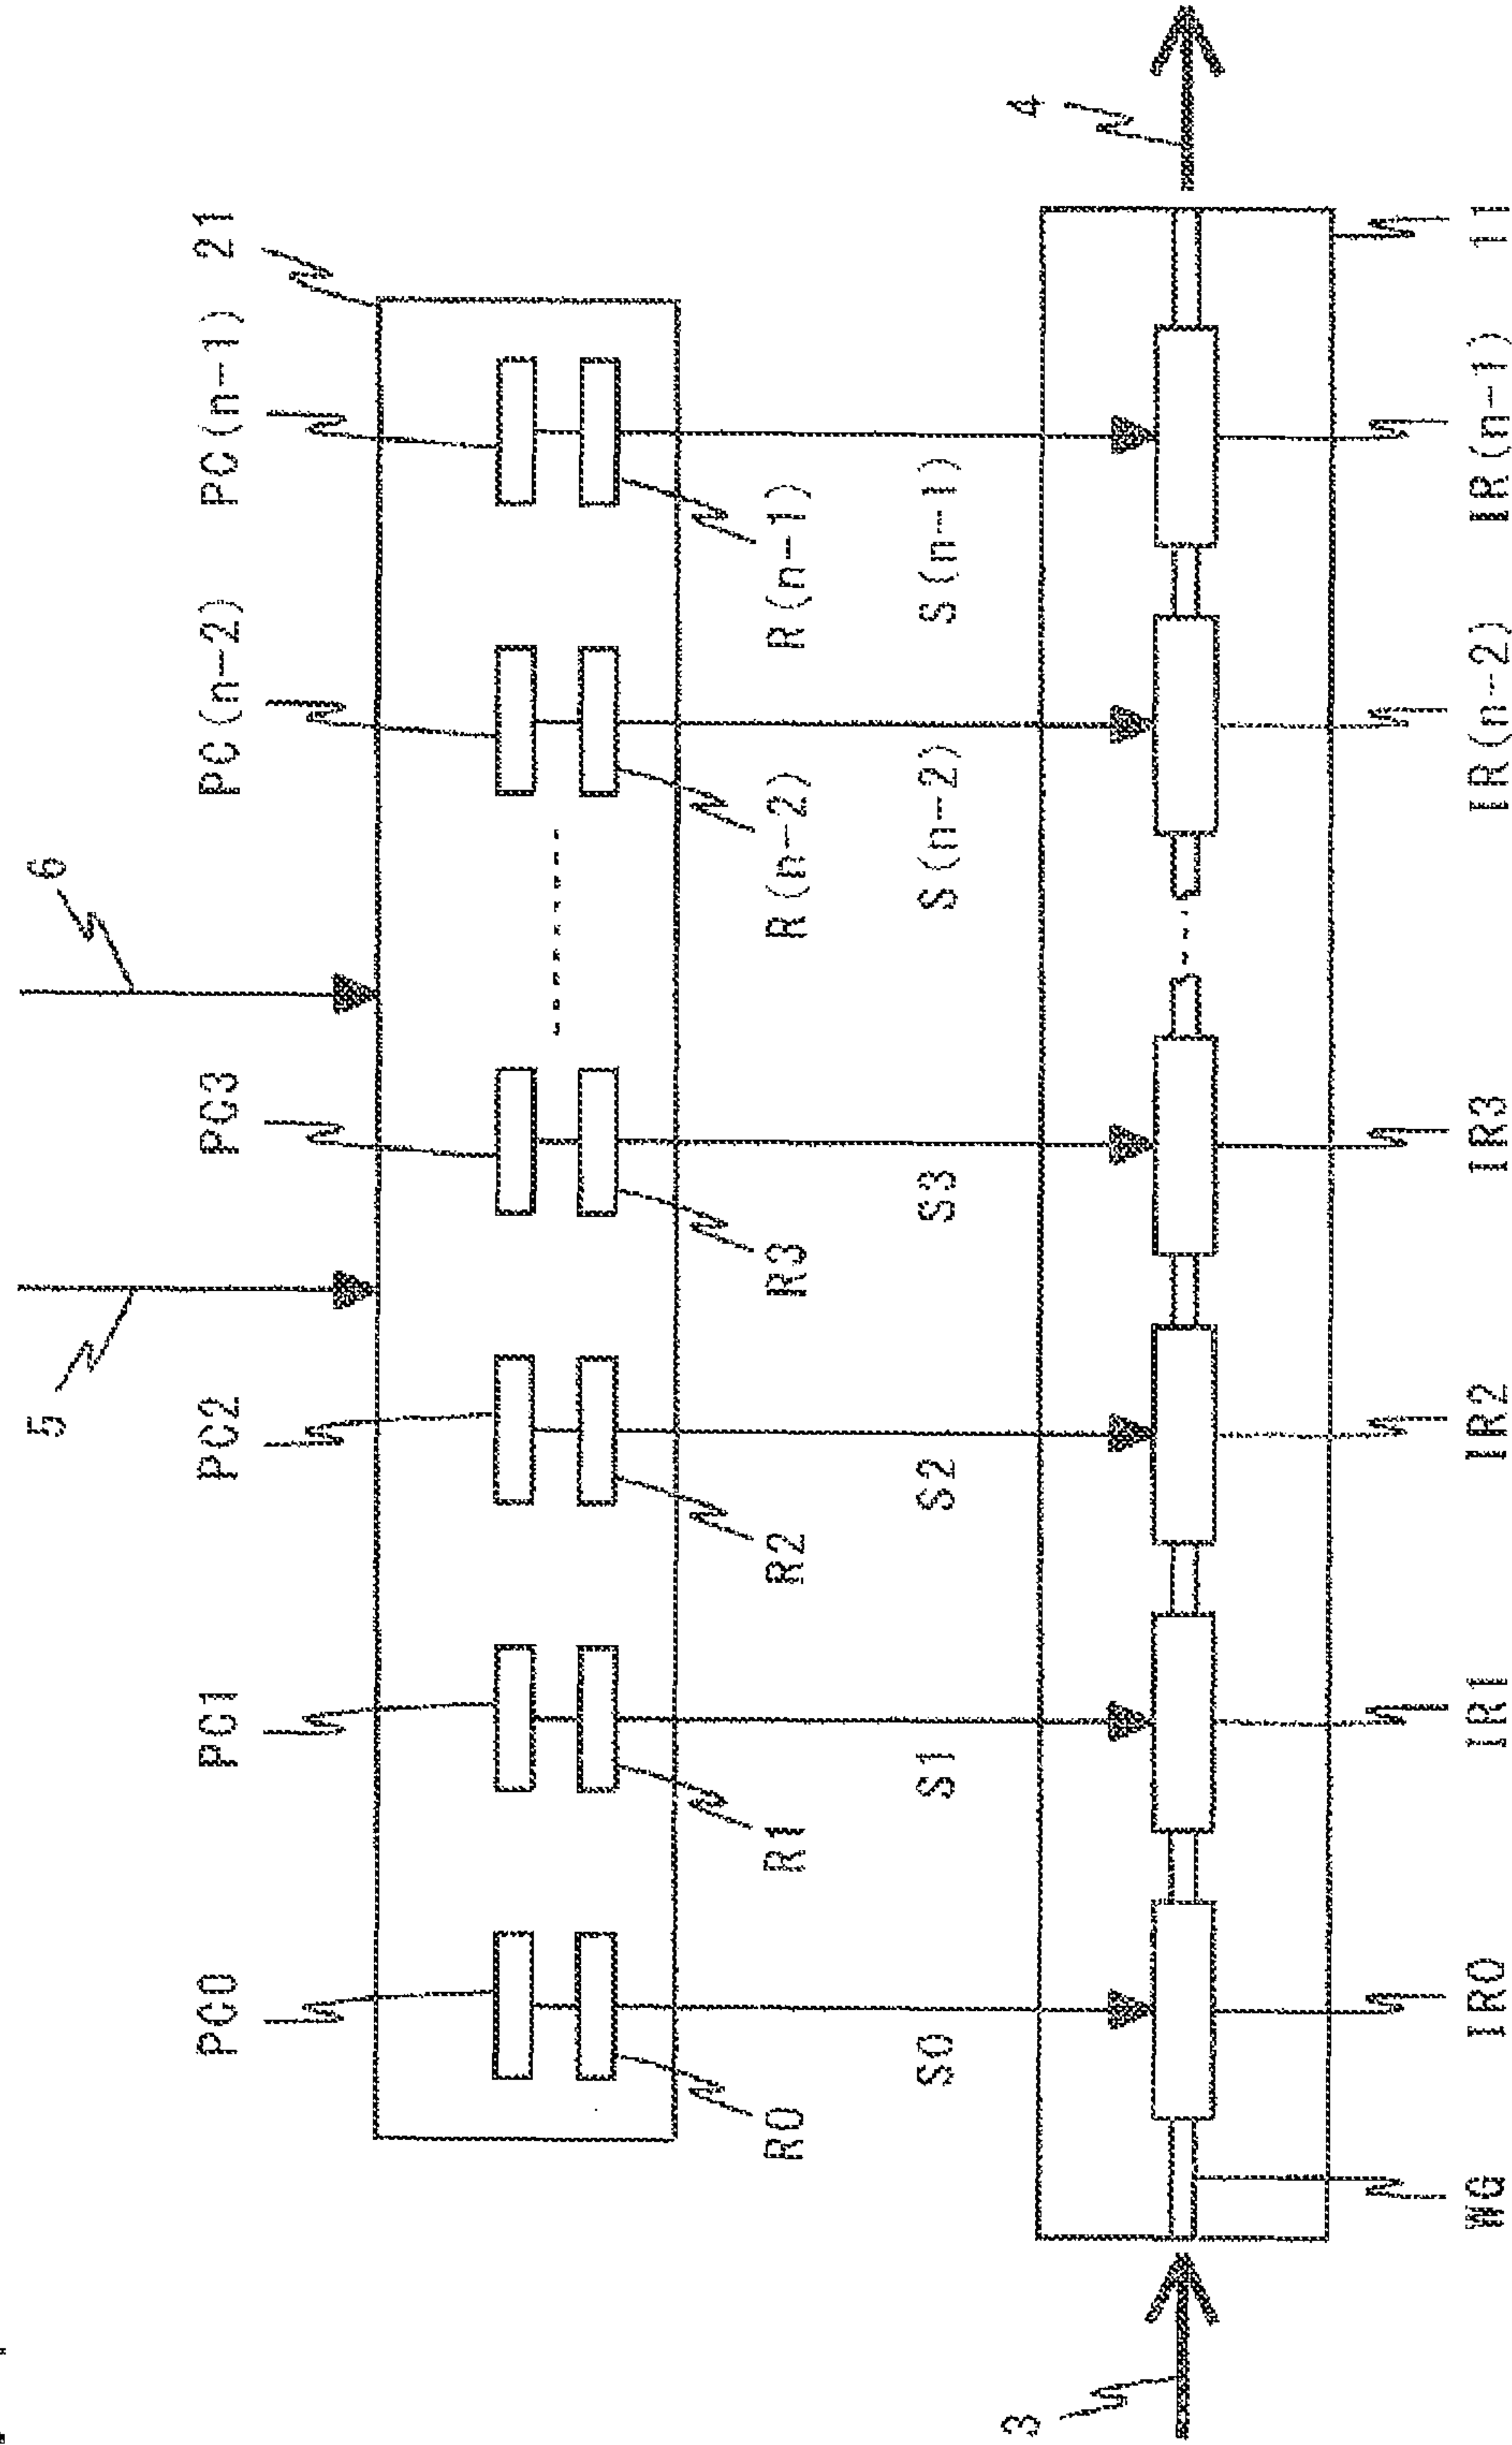 5
6
PC0
PC1
PC2
PC3
PC(n-2)
PC(n-1)
21
R0
R1
R2
R3
R(n-2)
R(n-1)
S0
S1
S2
S3
S(n-2)
S(n-1)
3
4
WG
IR0
IR1
IR2
IR3
IR(n-2)
IR(n-1)
11